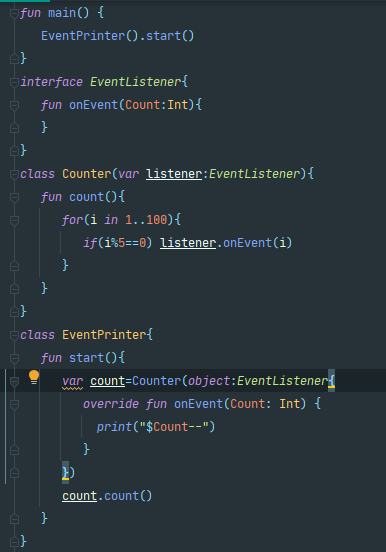 fun main() {
EventPrinter().start()
}
interface EventListener{
fun onEvent(Count:Int){
}
}
class Counter(var listener:EventListener){
fun count(){
for(i in 1..100){
if(i%5==0) listener.onEvent(i)
}
}
}
class EventPrinter{
fun start(){
var count=Counter(object:EventListener{
override fun onEvent(Count: Int) {
print("$Count--")
}
})
count.count()
}
}